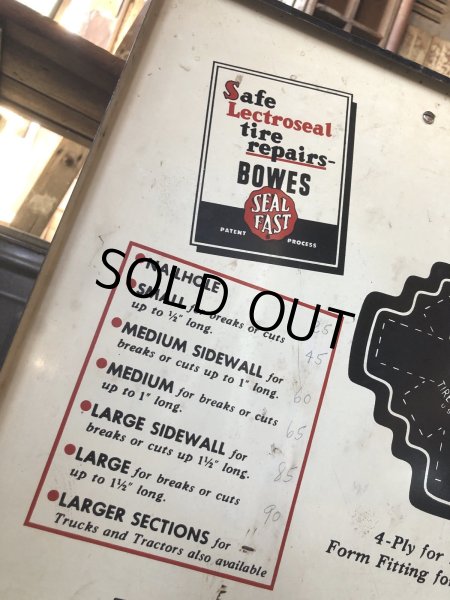 Safe
Lectroseal
tire
repairs-
BOWES
SEAL
FAST
PATENT PROCESS
SOLD OUT
•NAILHOLE
•SMALL for breaks or cuts
up to ½" long.
•MEDIUM SIDEWALL for
breaks or cuts up to 1" long. 45
•MEDIUM for breaks or cuts 60
up to 1" long.
•LARGE SIDEWALL for 65
breaks or cuts up 1½" long.
•LARGE for breaks or cuts 85
up to 1½" long.
•LARGER SECTIONS for 90
Trucks and Tractors also available
TIRE
4-Ply for
Form Fitting for